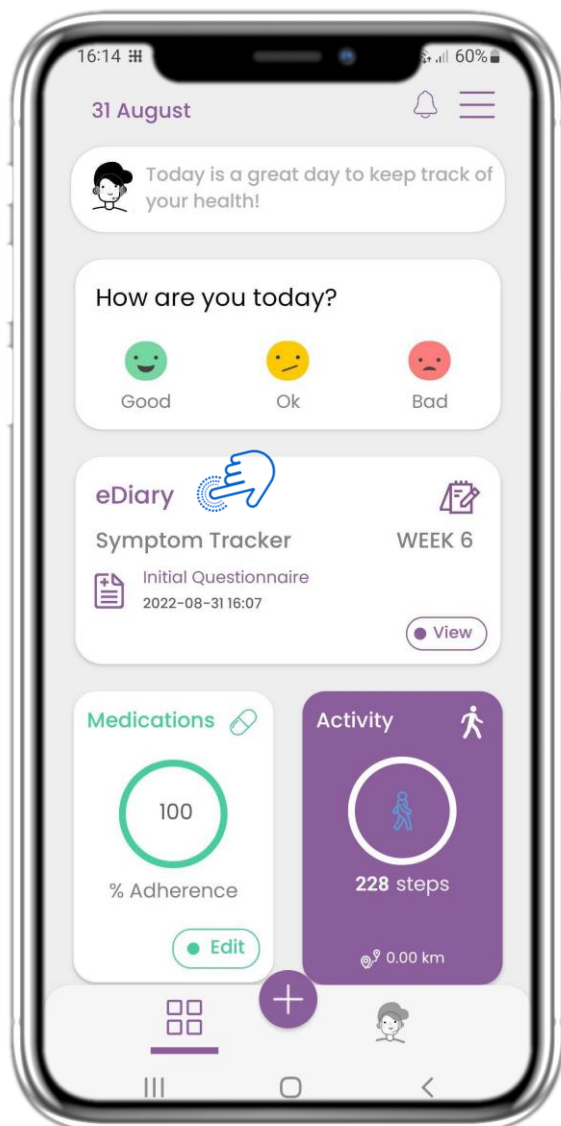 16:14
60%
31 August
Today is a great day to keep track of
your health!
How are you today?
Good
Ok
Bad
eDiary
Symptom Tracker
WEEK 6
Initial Questionnaire
2022-08-31 16:07
View
Medications
100
% Adherence
Edit
Activity
228 steps
0.00 km